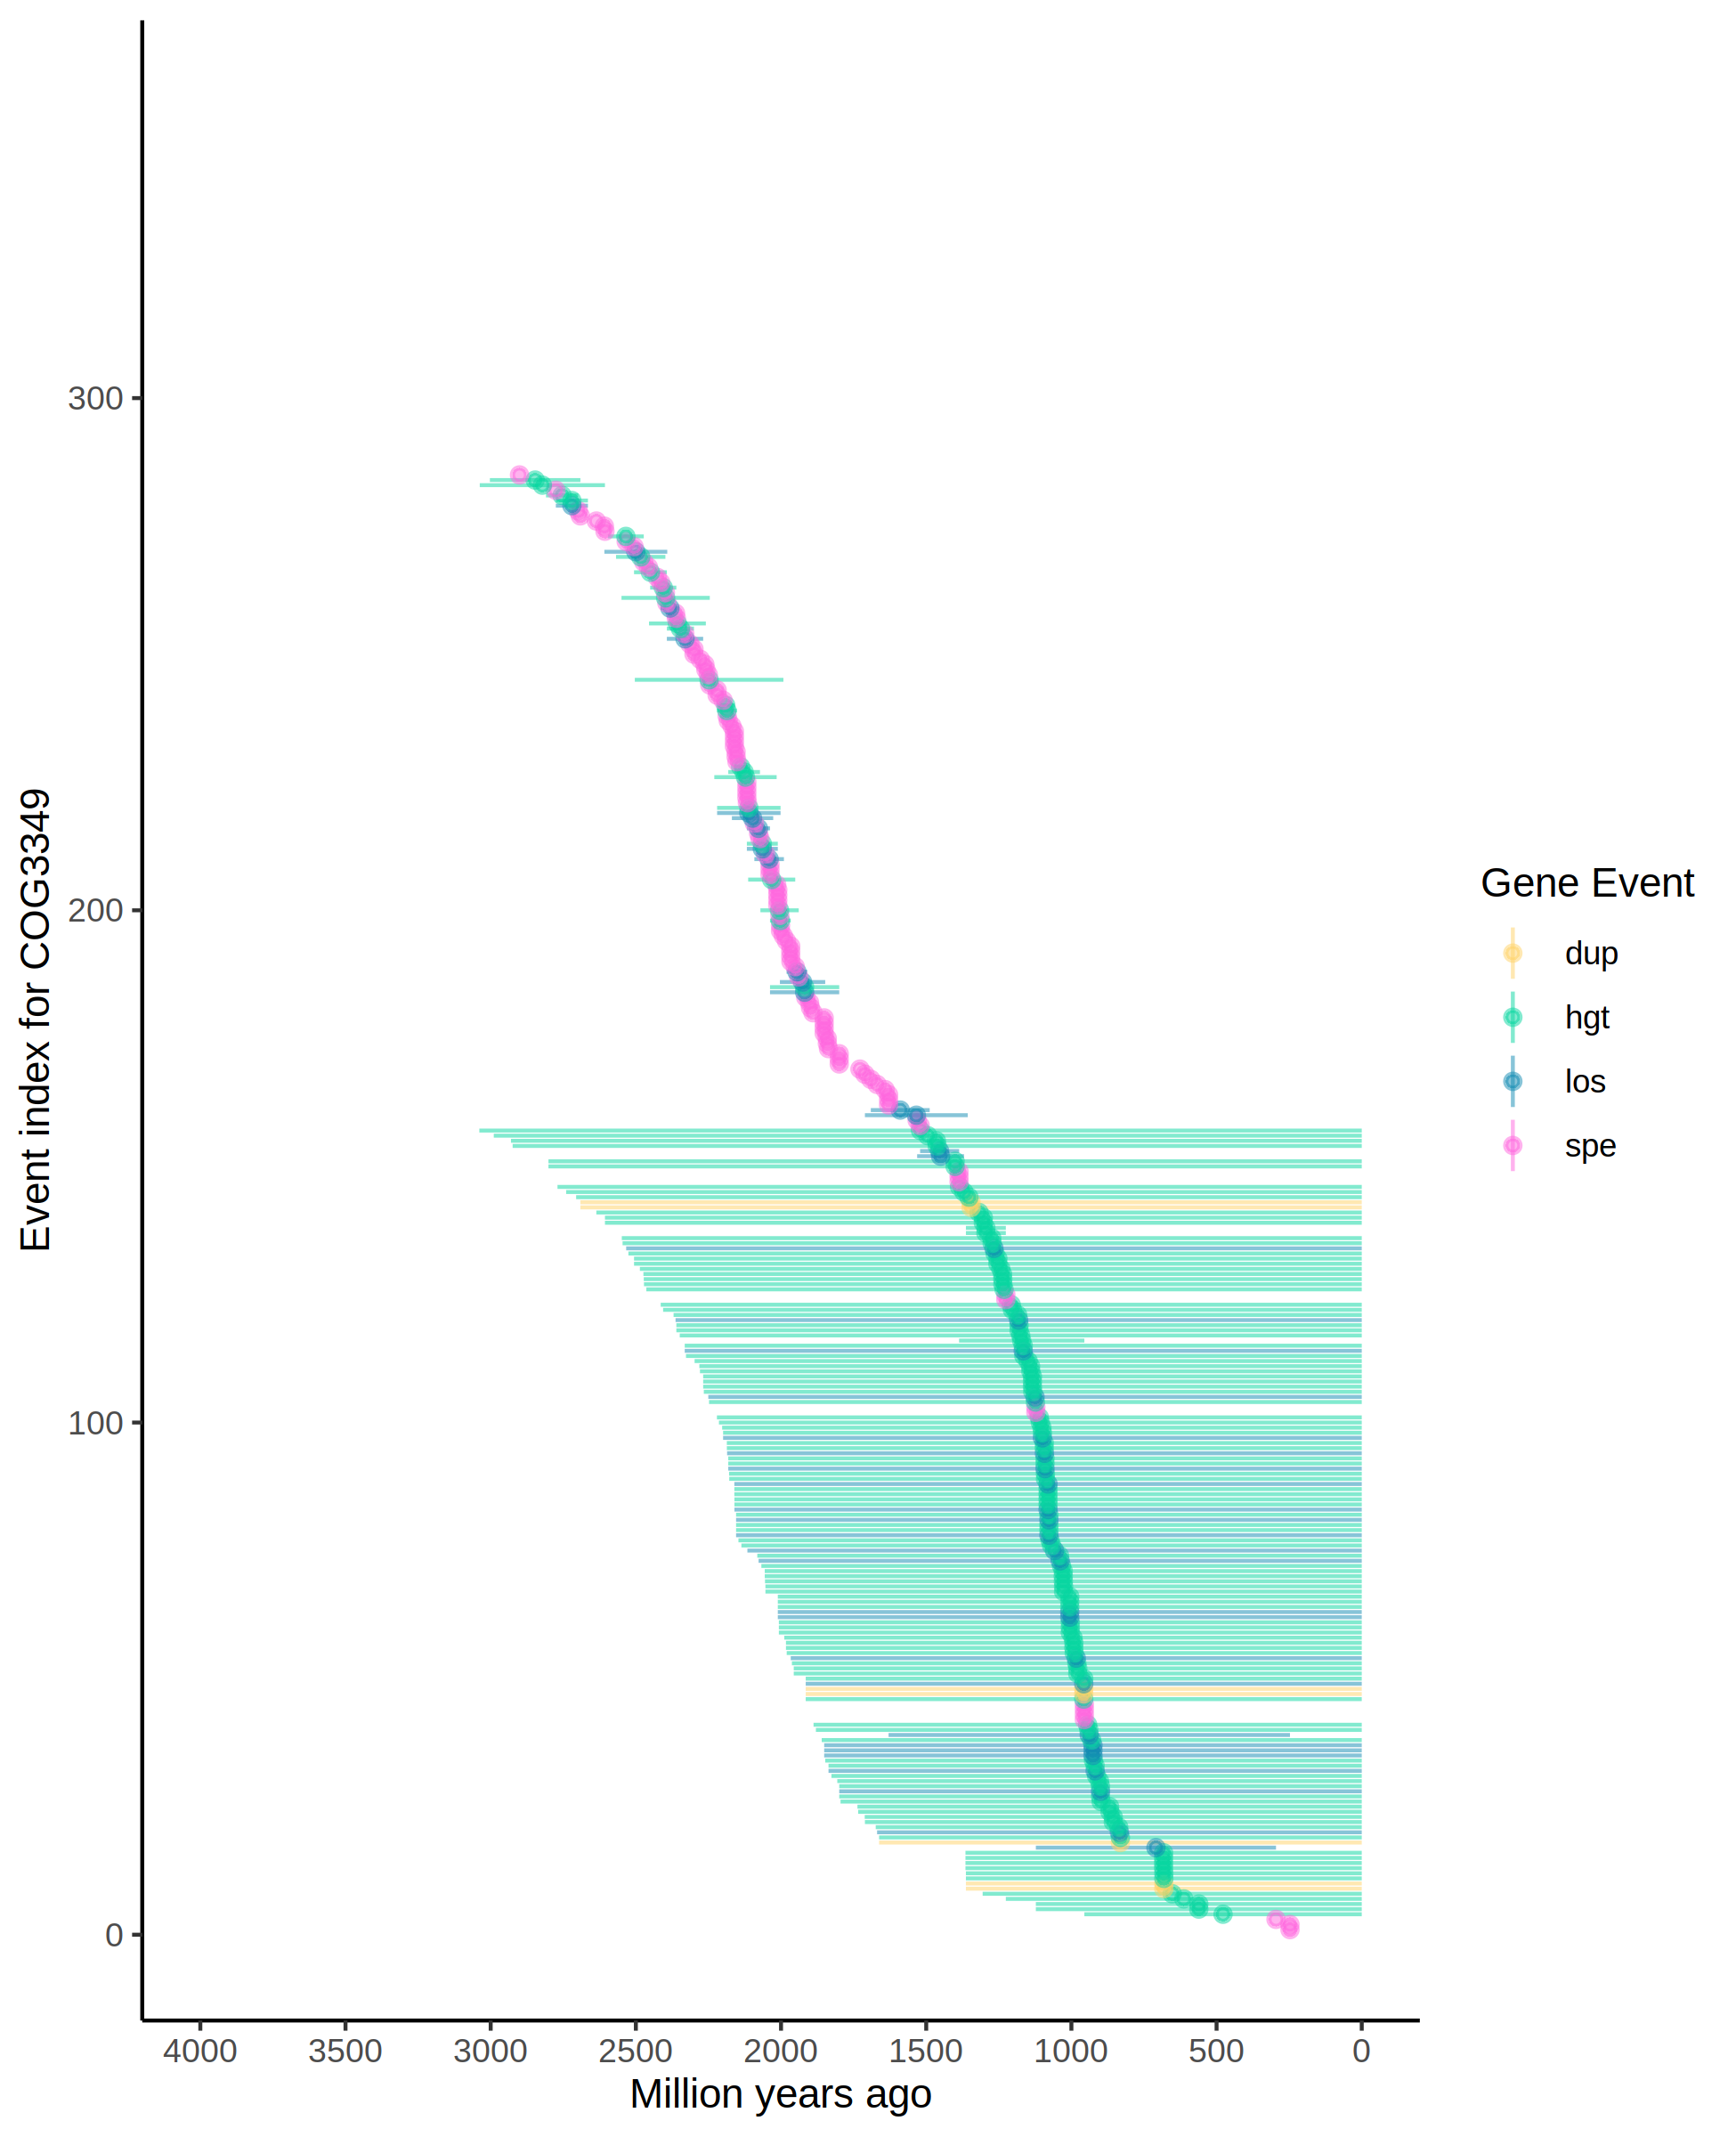 300
200
100
0
Event index for COG3349
4000 3500 3000 2500 2000 1500 1000 500 0
Million years ago
Gene Event
dup
hgt
los
spe